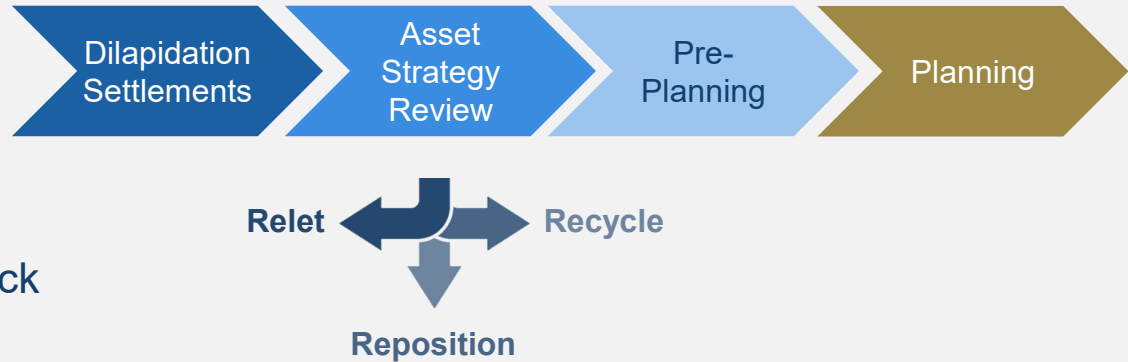 Dilapidation
Settlements
Asset
Strategy
Review
Pre-
Planning
Planning
Relet
Recycle
ck
Reposition